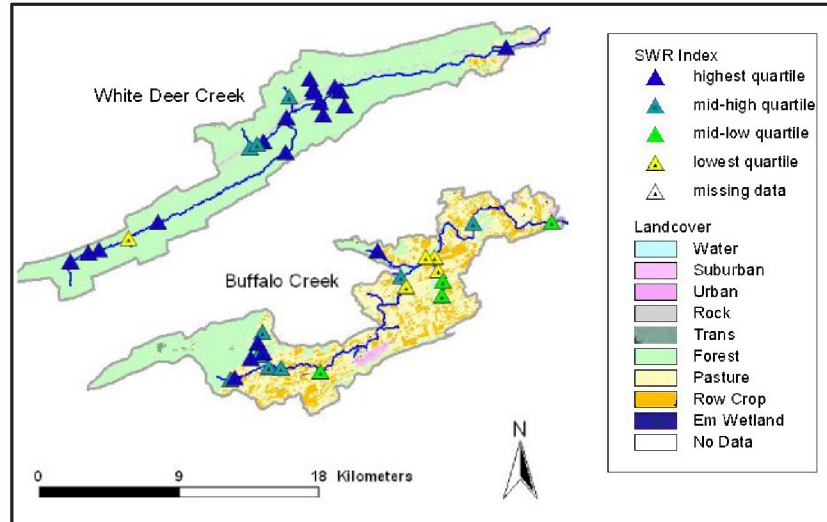 White Deer Creek
Buffalo Creek
SWR Index
highest quartile
mid-high quartile
mid-low quartile
lowest quartile
missing data
Landcover
Water
Suburban
Urban
Rock
Trans
Forest
Pasture
Row Crop
Em Wetland
No Data
N
0 9 18 Kilometers